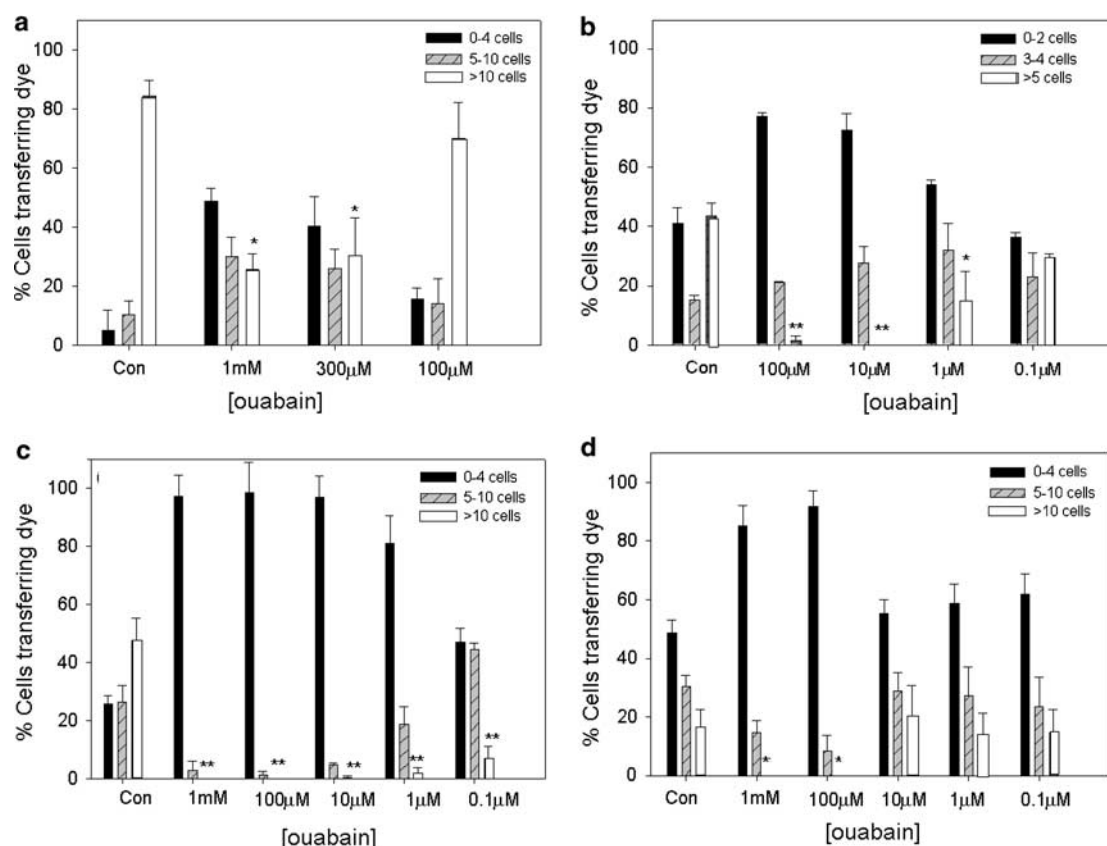 a
0-4 cells
5-10 cells
>10 cells
% Cells transferring dye
100
80
60
40
20
0
*
*
Con 1mM 300µM 100µM
[ouabain]
b
0-2 cells
3-4 cells
>5 cells
% Cells transferring dye
100
80
60
40
20
0
**
**
*
Con 100µM 10µM 1µM 0.1µM
[ouabain]
c
0-4 cells
5-10 cells
>10 cells
% Cells transferring dye
100
80
60
40
20
0
**
**
**
**
**
Con 1mM 100µM 10µM 1µM 0.1µM
[ouabain]
d
0-4 cells
5-10 cells
>10 cells
% Cells transferring dye
100
80
60
40
20
0
*
*
Con 1mM 100µM 10µM 1µM 0.1µM
[ouabain]